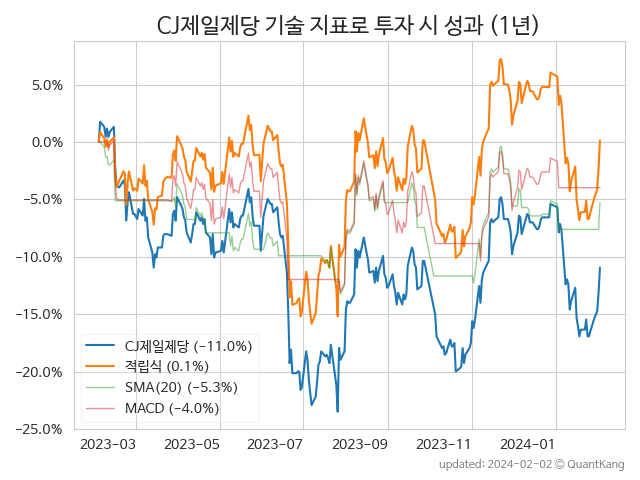 CJ제일제당 기술 지표로 투자 시 성과 (1년)
5.0%
0.0%
−5.0%
−10.0%
−15.0%
−20.0%
−25.0%
CJ제일제당 (−11.0%)
적립식 (0.1%)
SMA(20) (−5.3%)
MACD (−4.0%)
2023-03 2023-05 2023-07 2023-09 2023-11 2024-01
updated: 2024-02-02 © QuantKang